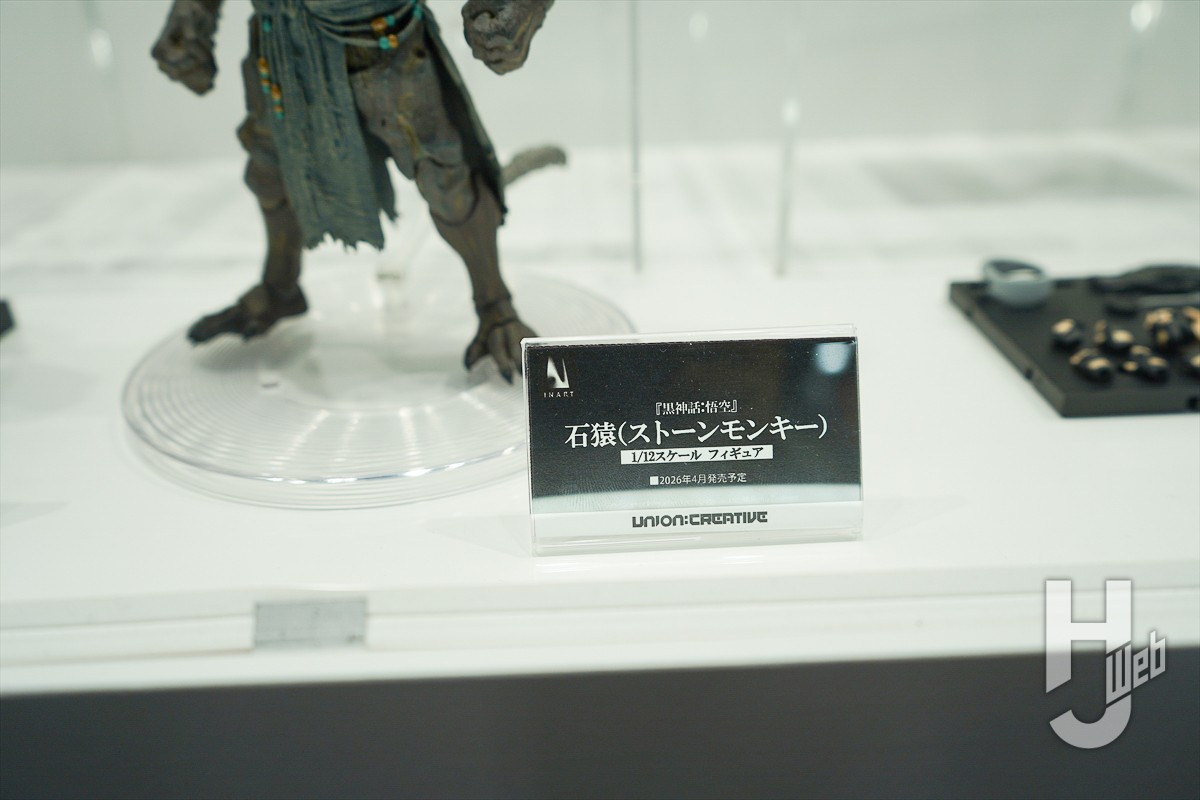 INART
『黒神話:悟空』
石猿(ストーンモンキー)
1/12スケール フィギュア
■2026年4月発売予定
UNION:CREATIVE
HJ Web